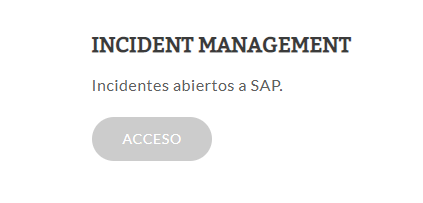 INCIDENT MANAGEMENT
Incidentes abiertos a SAP.
ACCESO